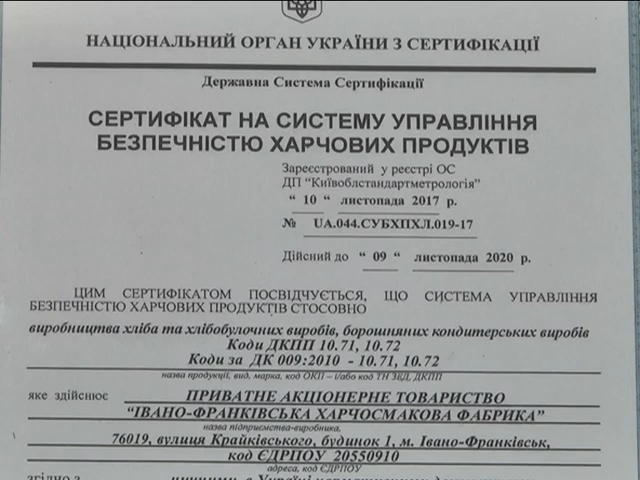 НАЦІОНАЛЬНИЙ ОРГАН УКРАЇНИ З СЕРТИФІКАЦІЇ
Державна Система Сертифікації
СЕРТИФІКАТ НА СИСТЕМУ УПРАВЛІННЯ
БЕЗПЕЧНІСТЮ ХАРЧОВИХ ПРОДУКТІВ
Зареєстрований у реєстрі ОС
ДП “Київоблстандартметрологія”
“ 10 “ листопада 2017 р.
№ UA.044.СУБХПХЛ.019-17
Дійсний до “ 09 “ листопада 2020 р.
ЦИМ СЕРТИФІКАТОМ ПОСВІДЧУЄТЬСЯ, ЩО СИСТЕМА УПРАВЛІННЯ
БЕЗПЕЧНІСТЮ ХАРЧОВИХ ПРОДУКТІВ СТОСОВНО
виробництва хліба та хлібобулочних виробів, борошняних кондитерських виробів
Коди ДКПП 10.71, 10.72
Коди за ДК 009:2010 - 10.71, 10.72
назва продукції, вид, марка, код ОКП – і/або код ТН ЗЕД, ДКПП
яке здійснює ПРИВАТНЕ АКЦІОНЕРНЕ ТОВАРИСТВО
“ІВАНО-ФРАНКІВСЬКА ХАРЧОСМАКОВА ФАБРИКА”
назва підприємства-виробника,
76019, вулиця Крайківського, будинок 1, м. Івано-Франківськ,
код ЄДРПОУ 20550910
адреса, код ЄДРПОУ
згідно з чинними в Україні